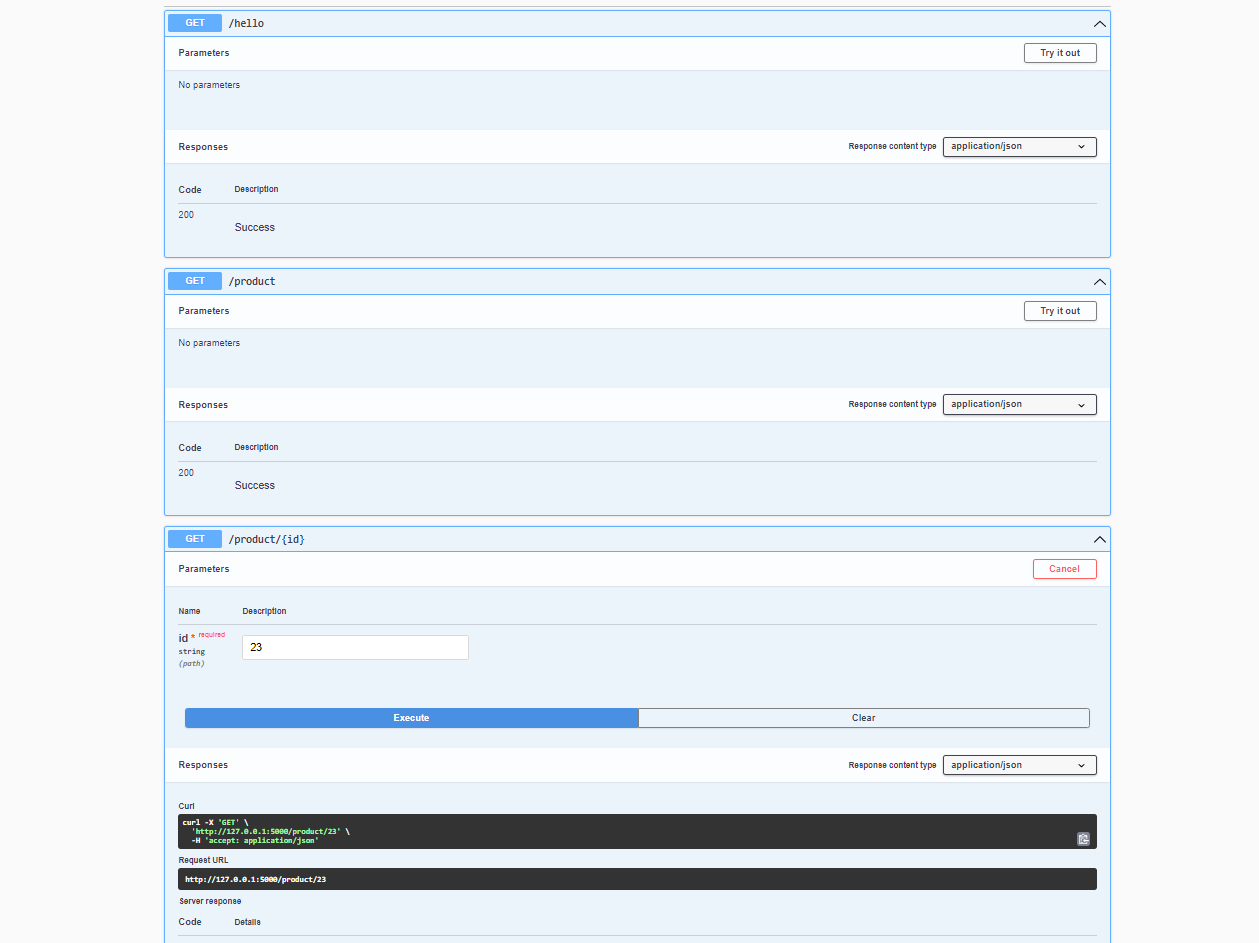 GET /hello
Parameters Try it out
No parameters
Responses Response content type application/json
Code Description
200
Success
GET /product
Parameters Try it out
No parameters
Responses Response content type application/json
Code Description
200
Success
GET /product/{id}
Parameters Cancel
Name Description
id * required
string
(path)
23
Execute Clear
Responses Response content type application/json
Curl
curl -X 'GET' \
'http://127.0.0.1:5000/product/23' \
-H 'accept: application/json'
Request URL
http://127.0.0.1:5000/product/23
Server response
Code Details